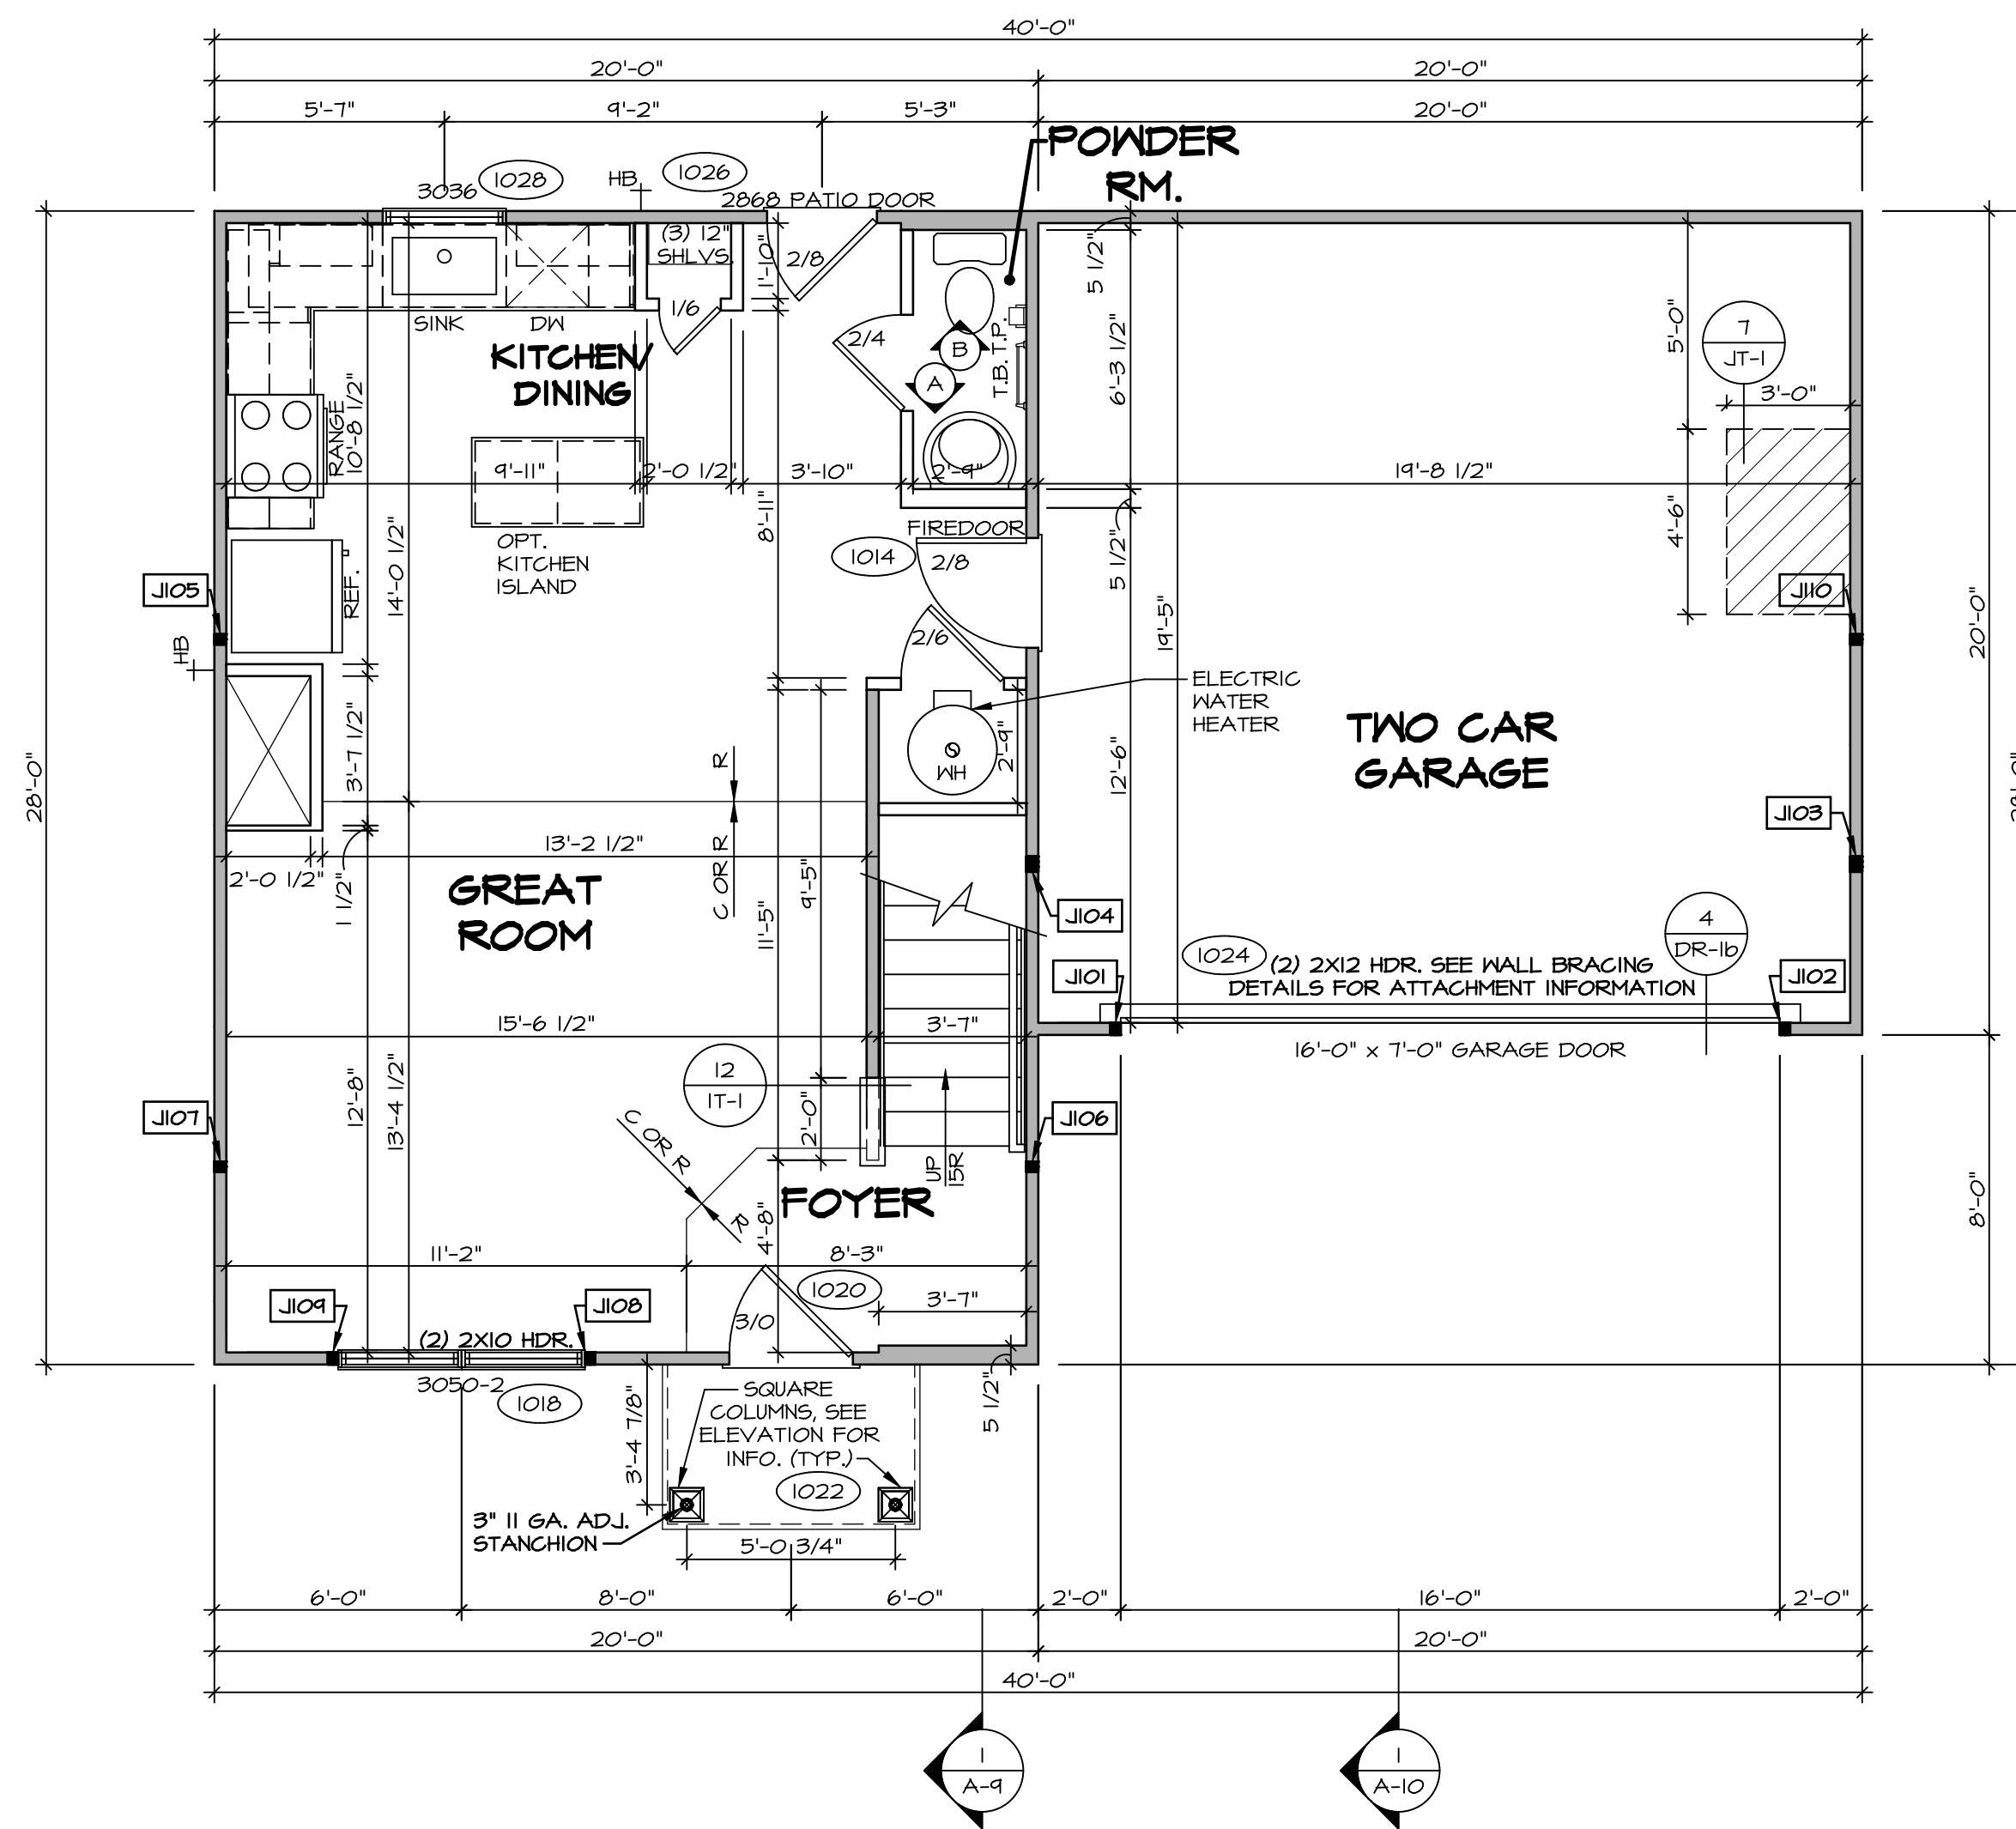 40'-0"
20'-0"
20'-0"
5'-7"
9'-2"
5'-3"
20'-0"
POWDER
RM.
3036
1028
HB
1026
2868 PATIO DOOR
(3) 12"
SHLVS.
1'-10"
2/8
5 1/2"
1/6
2/4
SINK
DW
KITCHEN/
DINING
B
A
T.B.
T.P.
6'-3 1/2"
5'-0"
7
JT-1
3'-0"
RANGE
10'-8 1/2"
9'-11"
2'-0 1/2"
3'-10"
2'-9"
19'-8 1/2"
8'-11"
4'-6"
FIREDOOR
1014
2/8
5 1/2"
OPT.
KITCHEN
ISLAND
14'-0 1/2"
REF.
J105
J110
HB
2/6
19'-5"
20'-0"
ELECTRIC
WATER
HEATER
TWO CAR
GARAGE
28'-0"
3'-7 1/2"
R
C OR R
2'-9"
WH
12'-6"
J103
13'-2 1/2"
2'-0 1/2"
1 1/2"
GREAT
ROOM
9'-5"
11'-5"
J104
4
DR-1b
1024
(2) 2X12 HDR. SEE WALL BRACING
DETAILS FOR ATTACHMENT INFORMATION
J101
J102
15'-6 1/2"
3'-7"
16'-0" x 7'-0" GARAGE DOOR
12
IT-1
12'-8"
13'-4 1/2"
2'-0"
J107
J106
C OR R
R
UP
15R
FOYER
4'-8"
8'-0"
11'-2"
8'-3"
1020
3'-7"
J109
J108
3/0
(2) 2X10 HDR.
3050-2
1018
3'-4 7/8"
SQUARE
COLUMNS, SEE
ELEVATION FOR
INFO. (TYP.)
5 1/2"
1022
3" 11 GA. ADJ.
STANCHION
5'-0 3/4"
6'-0"
8'-0"
6'-0"
2'-0"
16'-0"
2'-0"
20'-0"
20'-0"
40'-0"
1
A-9
1
A-10